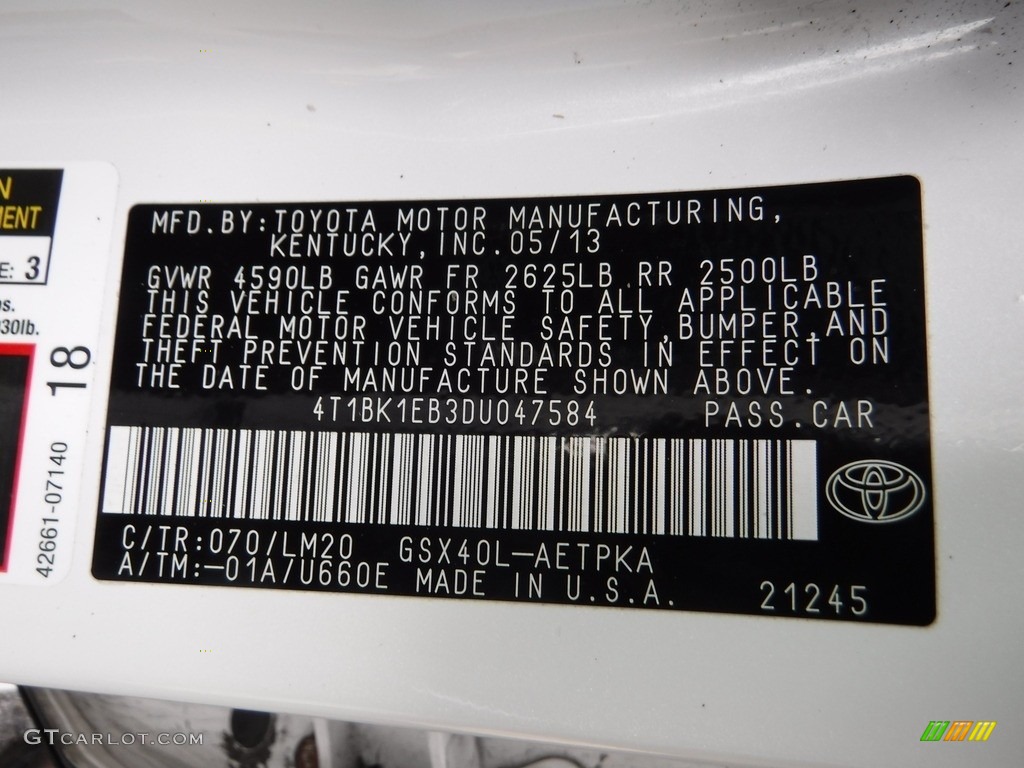 MFD. BY: TOYOTA MOTOR MANUFACTURING,
KENTUCKY, INC. 05/13
GVWR 4590LB GAWR FR 2625LB RR 2500LB
THIS VEHICLE CONFORMS TO ALL APPLICABLE
FEDERAL MOTOR VEHICLE SAFETY, BUMPER, AND
THEFT PREVENTION STANDARDS IN EFFECT ON
THE DATE OF MANUFACTURE SHOWN ABOVE.
4T1BK1EB3DU047584 PASS. CAR
C/TR: 070/LM20 GSX40L-AETPKA
A/TM:-01A/U660E MADE IN U.S.A.
21245
3
18
42661-07140
GTCARLOT.COM